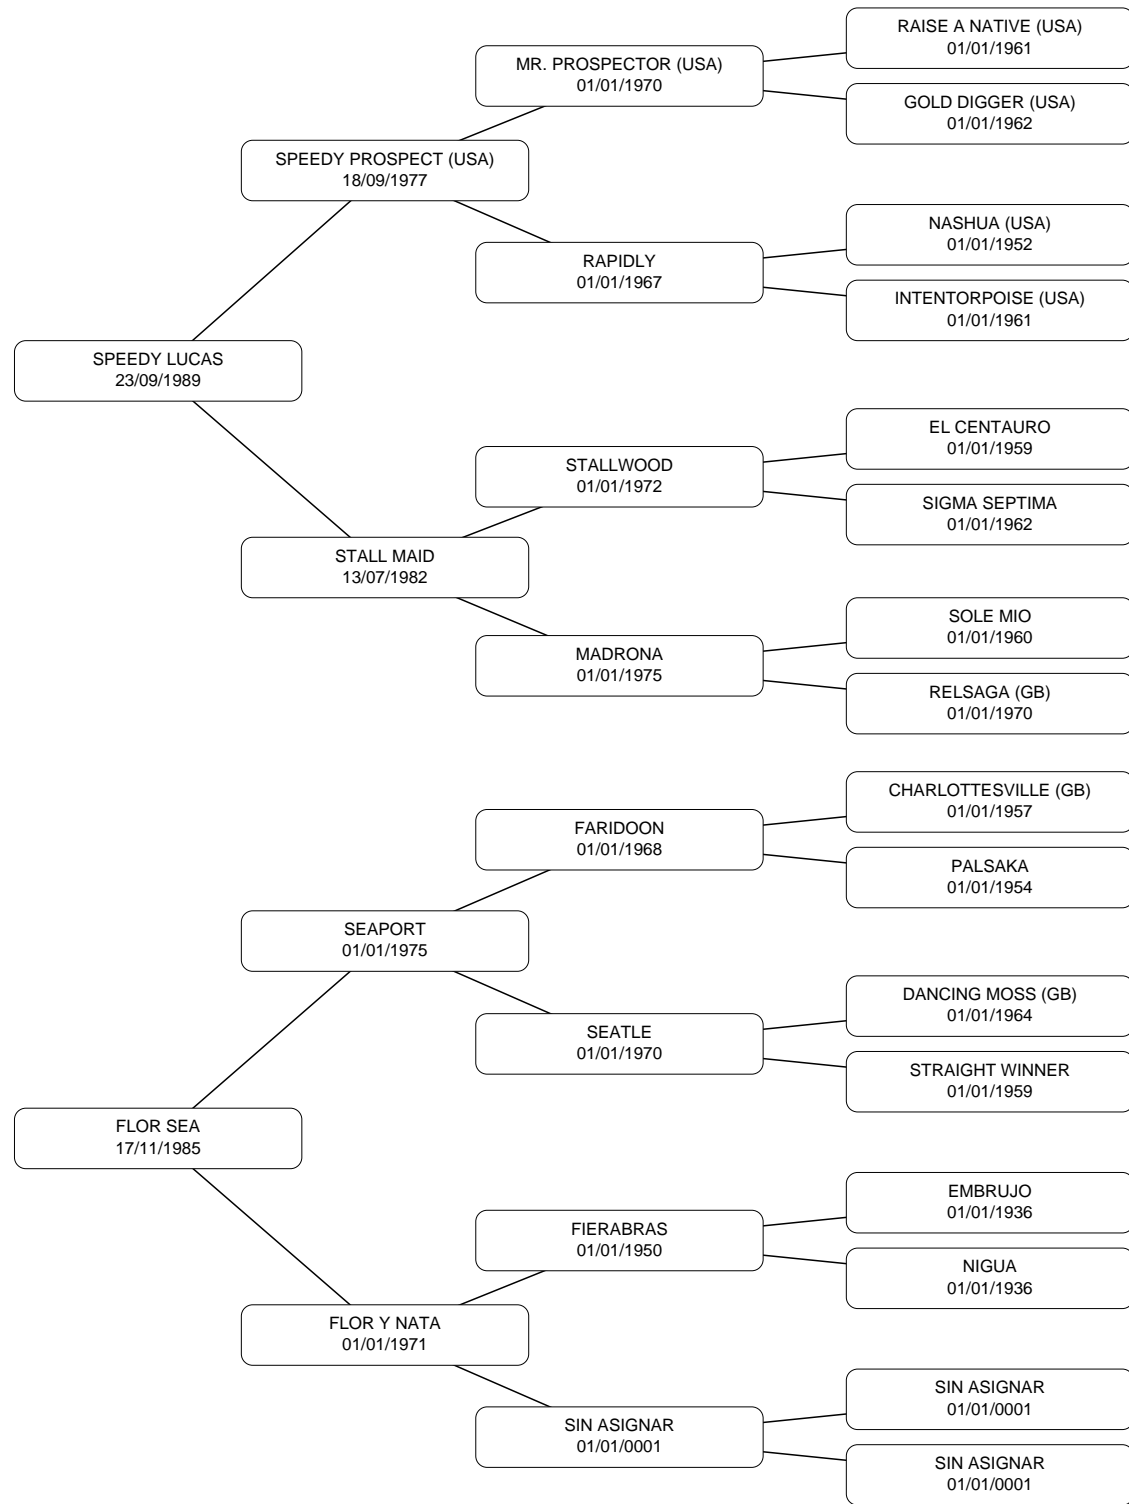 RAISE A NATIVE (USA)
01/01/1961
MR. PROSPECTOR (USA)
01/01/1970
GOLD DIGGER (USA)
01/01/1962
SPEEDY PROSPECT (USA)
18/09/1977
NASHUA (USA)
01/01/1952
RAPIDLY
01/01/1967
INTENTORPOISE (USA)
01/01/1961
SPEEDY LUCAS
23/09/1989
EL CENTAURO
01/01/1959
STALLWOOD
01/01/1972
SIGMA SEPTIMA
01/01/1962
STALL MAID
13/07/1982
SOLE MIO
01/01/1960
MADRONA
01/01/1975
RELSAGA (GB)
01/01/1970
CHARLOTTESVILLE (GB)
01/01/1957
FARIDOON
01/01/1968
PALSAKA
01/01/1954
SEAPORT
01/01/1975
DANCING MOSS (GB)
01/01/1964
SEATLE
01/01/1970
STRAIGHT WINNER
01/01/1959
FLOR SEA
17/11/1985
EMBRUJO
01/01/1936
FIERABRAS
01/01/1950
NIGUA
01/01/1936
FLOR Y NATA
01/01/1971
SIN ASIGNAR
01/01/0001
SIN ASIGNAR
01/01/0001
SIN ASIGNAR
01/01/0001